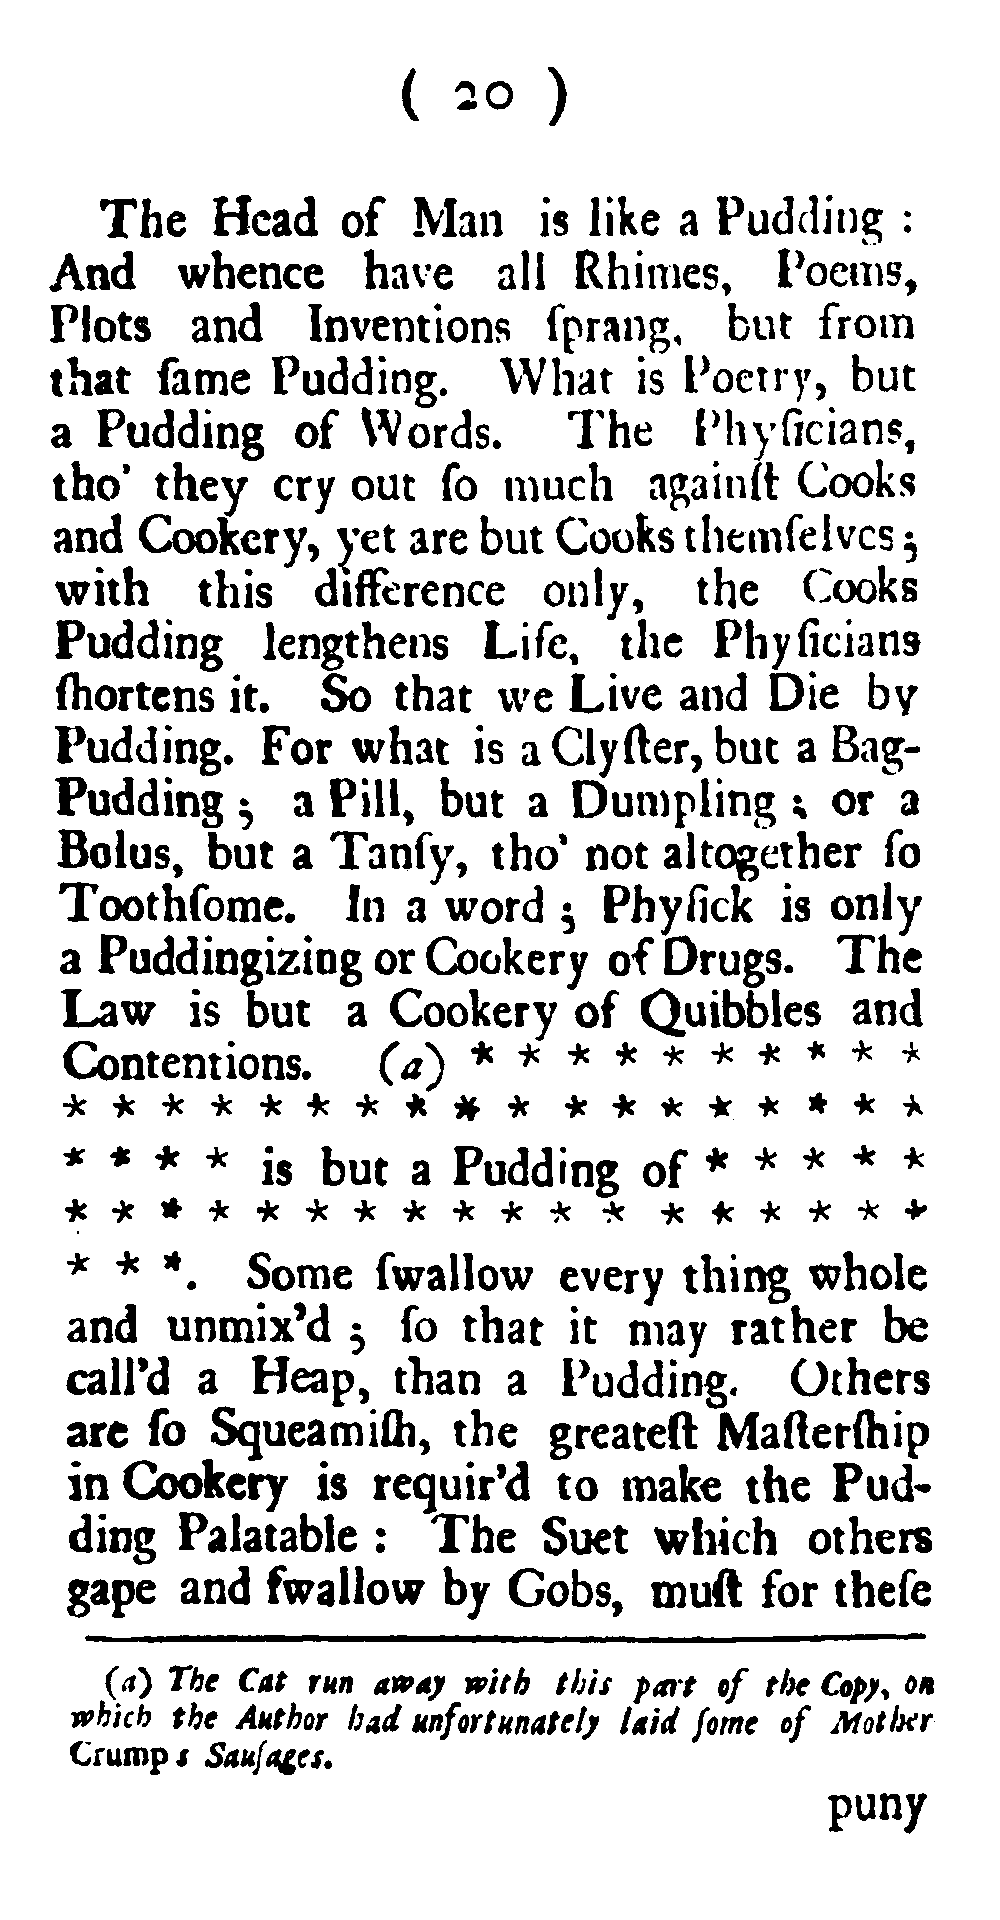 ( 20 )
The Head of Man is like a Pudding :
And whence have all Rhimes, Poems,
Plots and Inventions ſprang, but from
that ſame Pudding. What is Poetry, but
a Pudding of Words. The Phyſicians,
tho' they cry out ſo much againſt Cooks
and Cookery, yet are but Cooks themſelves ;
with this difference only, the Cooks
Pudding lengthens Life, the Phyſicians
ſhortens it. So that we Live and Die by
Pudding. For what is a Clyſter, but a Bag-
Pudding ; a Pill, but a Dumpling ; or a
Bolus, but a Tanſy, tho' not altogether ſo
Toothſome. In a word ; Phyſick is only
a Puddingizing or Cookery of Drugs. The
Law is but a Cookery of Quibbles and
Contentions. (a) * * * * * * * * * *
* * * * * * * * * * * * * * * * * *
* * * * is but a Pudding of * * * * *
* * * * * * * * * * * * * * * * * *
* * *. Some ſwallow every thing whole
and unmix'd ; ſo that it may rather be
call'd a Heap, than a Pudding. Others
are ſo Squeamiſh, the greateſt Maſterſhip
in Cookery is requir'd to make the Pud-
ding Palatable : The Suet which others
gape and ſwallow by Gobs, muſt for theſe
(a) The Cat run away with this part of the Copy, on
which the Author had unfortunately laid ſome of Mother
Crump s Sauſages.
puny